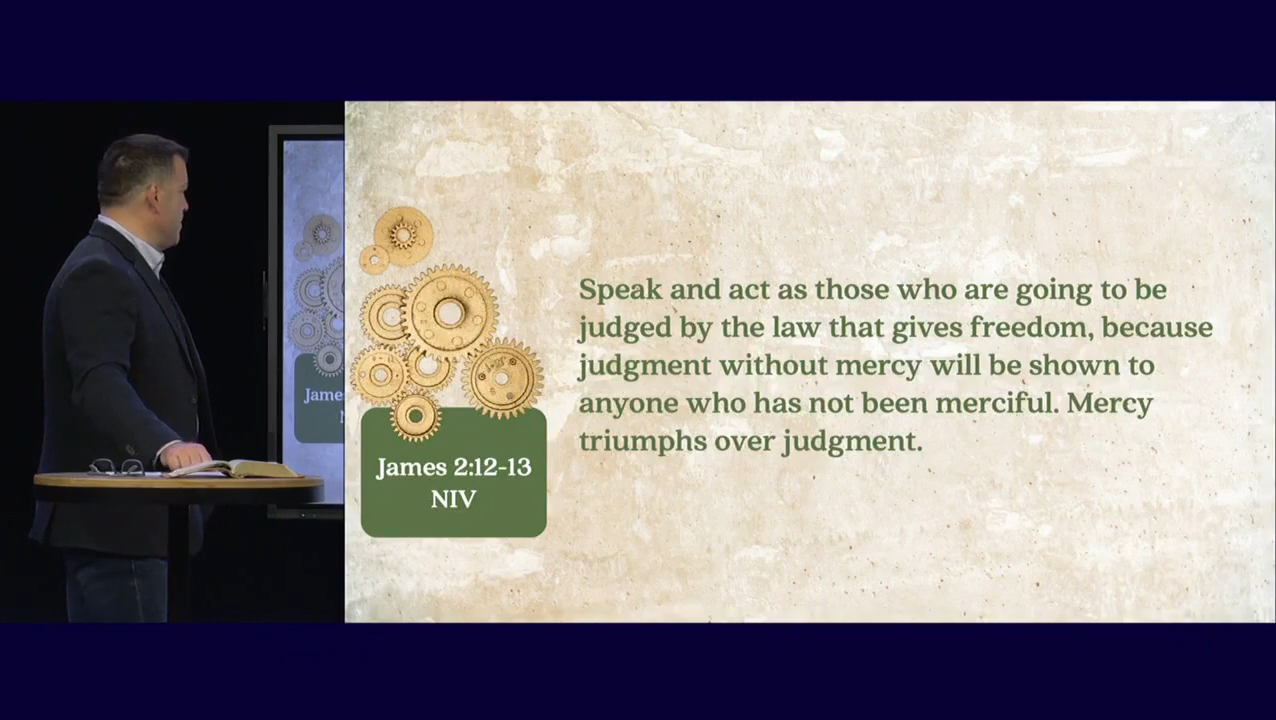 Speak and act as those who are going to be
judged by the law that gives freedom, because
judgment without mercy will be shown to
anyone who has not been merciful. Mercy
triumphs over judgment.
James 2:12-13
NIV